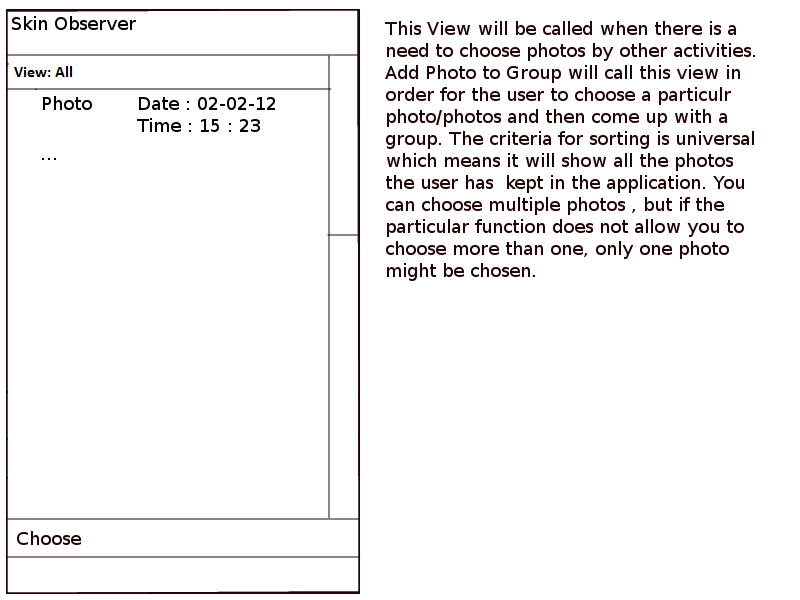 Skin Observer
View: All
Photo Date : 02-02-12
Time : 15 : 23
...
Choose
This View will be called when there is a
need to choose photos by other activities.
Add Photo to Group will call this view in
order for the user to choose a particulr
photo/photos and then come up with a
group. The criteria for sorting is universal
which means it will show all the photos
the user has  kept in the application. You
can choose multiple photos , but if the
particular function does not allow you to
choose more than one, only one photo
might be chosen.